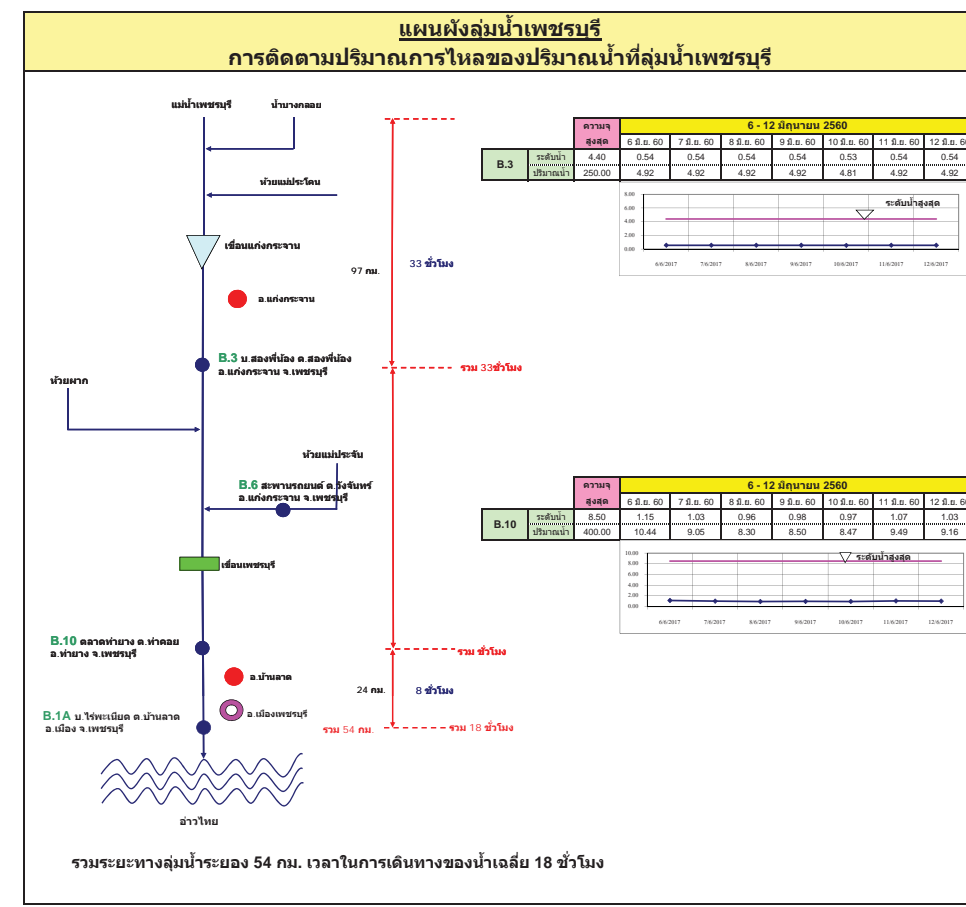 แผนผังลุ่มน้ำเพชรบุรี
การติดตามปริมาณการไหลของปริมาณน้ำที่ลุ่มน้ำเพชรบุรี
แม่น้ำเพชรบุรี
น้ำบางกลอย
ห้วยแม่ประโดน
เขื่อนแก่งกระจาน
อ.แก่งกระจาน
97 กม.
33 ชั่วโมง
B.3 บ.สองพี่น้อง ต.สองพี่น้อง
อ.แก่งกระจาน จ.เพชรบุรี
รวม 33ชั่วโมง
ห้วยผาก
ห้วยแม่ประจัน
B.6 สะพานรถยนต์ ต.วังจันทร์
อ.แก่งกระจาน จ.เพชรบุรี
เขื่อนเพชรบุรี
B.10 ตลาดท่ายาง ต.ท่าคอย
อ.ท่ายาง จ.เพชรบุรี
รวม ชั่วโมง
อ.บ้านลาด
24 กม.
8 ชั่วโมง
อ.เมืองเพชรบุรี
B.1A บ.ไร่พะเนียด ต.บ้านลาด
อ.เมือง จ.เพชรบุรี
รวม 54 กม.
รวม 18 ชั่วโมง
อ่าวไทย
รวมระยะทางลุ่มน้ำระยอง 54 กม. เวลาในการเดินทางของน้ำเฉลี่ย 18 ชั่วโมง
ความจุ 6 - 12 มิถุนายน 2560
สูงสุด 6 มิ.ย. 60 7 มิ.ย. 60 8 มิ.ย. 60 9 มิ.ย. 60 10 มิ.ย. 60 11 มิ.ย. 60 12 มิ.ย. 60
B.3
ระดับน้ำ 4.40 0.54 0.54 0.54 0.54 0.53 0.54 0.54
ปริมาณน้ำ 250.00 4.92 4.92 4.92 4.92 4.81 4.92 4.92
8.00
6.00
4.00
2.00
0.00
ระดับน้ำสูงสุด
6/6/2017 7/6/2017 8/6/2017 9/6/2017 10/6/2017 11/6/2017 12/6/2017
ความจุ 6 - 12 มิถุนายน 2560
สูงสุด 6 มิ.ย. 60 7 มิ.ย. 60 8 มิ.ย. 60 9 มิ.ย. 60 10 มิ.ย. 60 11 มิ.ย. 60 12 มิ.ย. 60
B.10
ระดับน้ำ 8.50 1.15 1.03 0.96 0.98 0.97 1.07 1.03
ปริมาณน้ำ 400.00 10.44 9.05 8.30 8.50 8.47 9.49 9.16
10.00
8.00
6.00
4.00
2.00
0.00
ระดับน้ำสูงสุด
6/6/2017 7/6/2017 8/6/2017 9/6/2017 10/6/2017 11/6/2017 12/6/2017